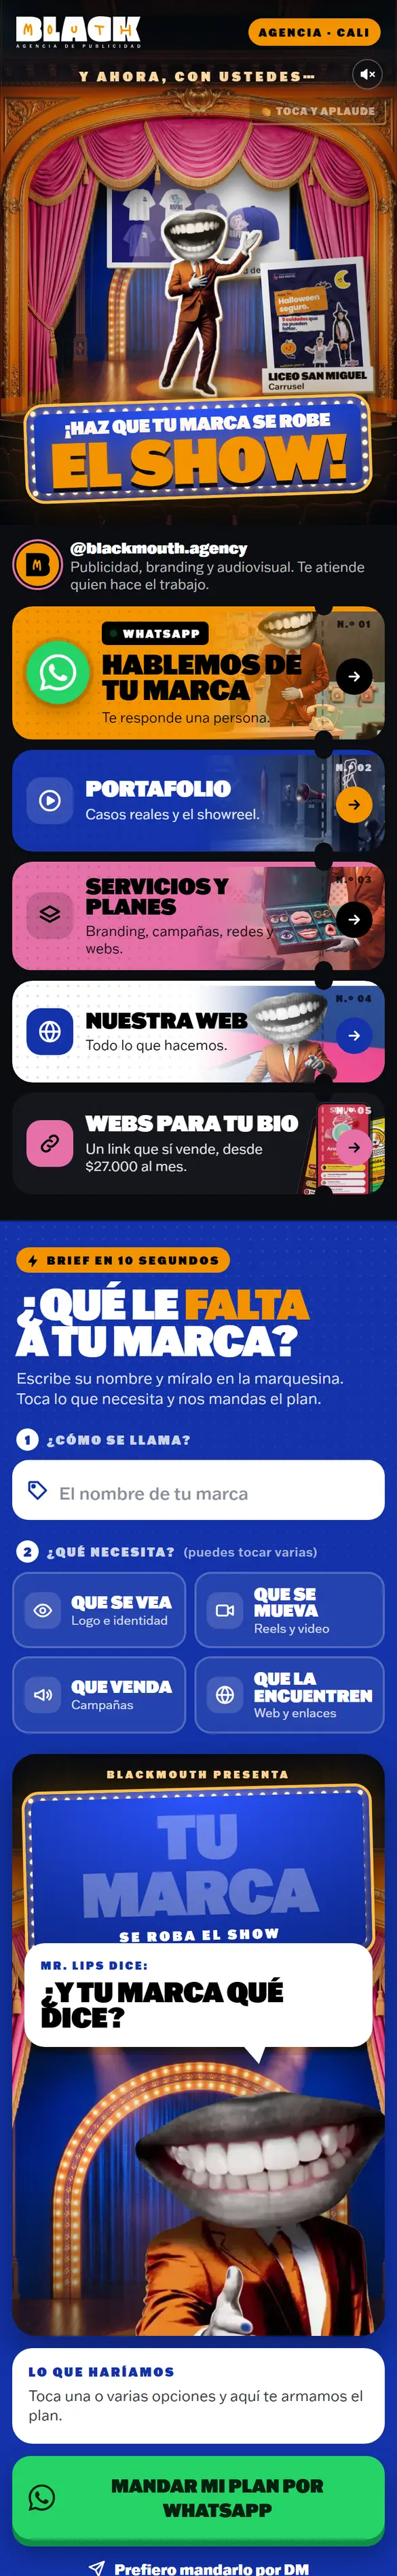 BLACK
MOUTH
AGENCIA DE PUBLICIDAD
AGENCIA · CALI
Y AHORA, CON USTEDES…
TOCA Y APLAUDE
Halloween
seguro.
LICEO SAN MIGUEL
Carrusel
¡HAZ QUE TU MARCA SE ROBE
EL SHOW!
@blackmouth.agency
Publicidad, branding y audiovisual. Te atiende
quien hace el trabajo.
WHATSAPP
N.º 01
HABLEMOS DE
TU MARCA
Te responde una persona.
N.º 02
PORTAFOLIO
Casos reales y el showreel.
N.º 03
SERVICIOS Y
PLANES
Branding, campañas, redes y
webs.
N.º 04
NUESTRA WEB
Todo lo que hacemos.
N.º 05
WEBS PARA TU BIO
Un link que sí vende, desde
$27.000 al mes.
BRIEF EN 10 SEGUNDOS
¿QUÉ LE FALTA
A TU MARCA?
Escribe su nombre y míralo en la marquesina.
Toca lo que necesita y nos mandas el plan.
1 ¿CÓMO SE LLAMA?
El nombre de tu marca
2 ¿QUÉ NECESITA? (puedes tocar varias)
QUE SE VEA
Logo e identidad
QUE SE
MUEVA
Reels y video
QUE VENDA
Campañas
QUE LA
ENCUENTREN
Web y enlaces
BLACKMOUTH PRESENTA
TU
MARCA
SE ROBA EL SHOW
MR. LIPS DICE:
¿Y TU MARCA QUÉ
DICE?
LO QUE HARÍAMOS
Toca una o varias opciones y aquí te armamos el
plan.
MANDAR MI PLAN POR
WHATSAPP
Prefiero mandarlo por DM